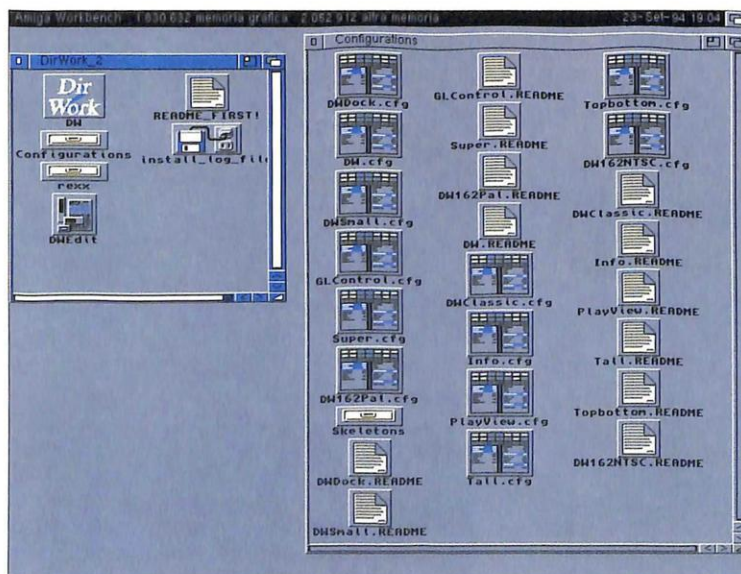 Amiga Workbench 1 830 632 memoria grafica 2 052 912 altra memoria 23-Set-94 19:04
DirWork_2
Dir
Work
DW
README_FIRST!
Configurations
install_log_file
rexx
DWEdit
Configurations
DWDock.cfg
DW.cfg
DWSmall.cfg
GLControl.cfg
Super.cfg
DW162Pal.cfg
Skeletons
DWDock.README
DWSmall.README
GLControl.README
Super.README
DW162Pal.README
DW.README
DWClassic.cfg
Info.cfg
PlayView.cfg
Tall.cfg
Topbottom.cfg
DW162NTSC.cfg
DWClassic.README
Info.README
PlayView.README
Tall.README
Topbottom.README
DW162NTSC.README